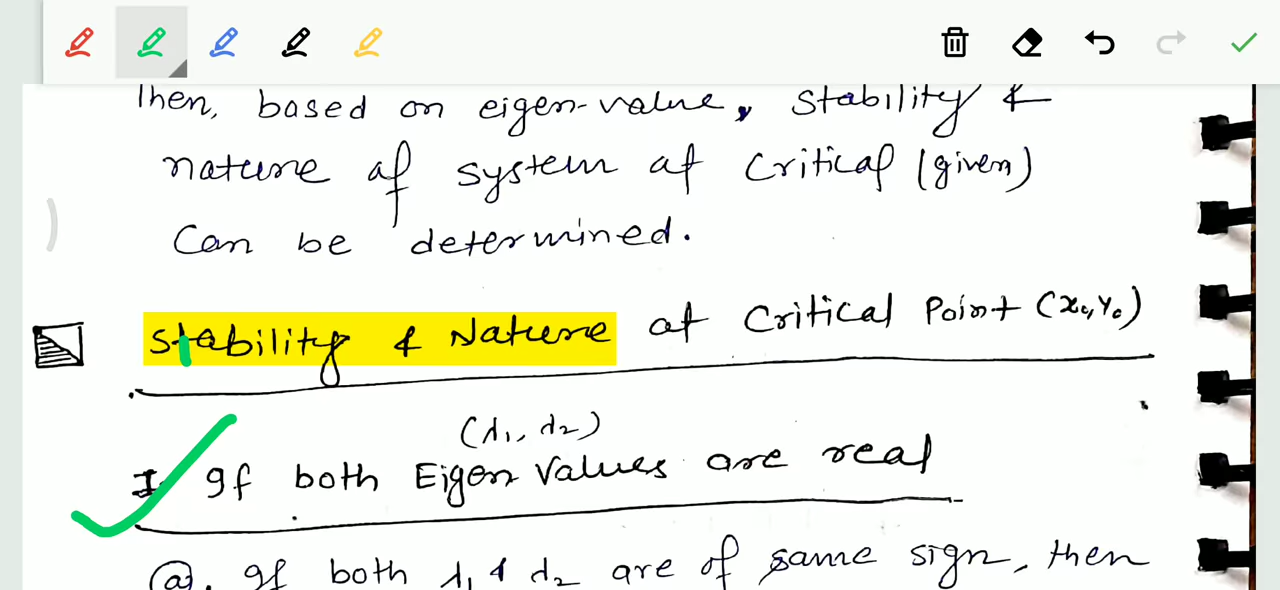 Then, based on eigen-value, stability &
nature of system at critical (given)
Can be determined.
Stability & Nature at Critical Point (x₀, y₀)
(λ₁, λ₂)
I. If both Eigen Values are real
(a). If both λ₁ & λ₂ are of same sign, then